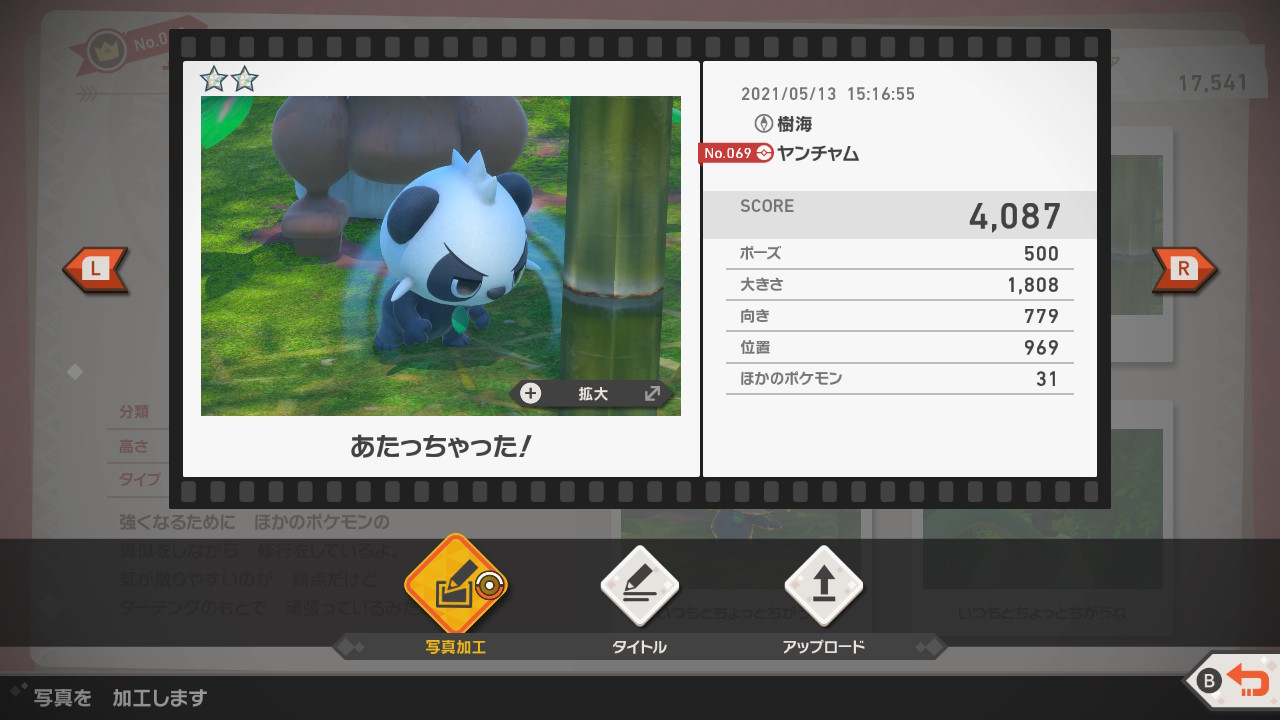 No.0
17,541
2021/05/13 15:16:55
樹海
No.069 ヤンチャム
SCORE
4,087
ポーズ 500
大きさ 1,808
向き 779
位置 969
ほかのポケモン 31
L
R
拡大
あたっちゃった!
分類
高さ
タイプ
強くなるために ほかのポケモンの
真似をしながら 修行をしているよ。
気が散りやすいのが 弱点だけど
ゴーテングのもとで 頑張っているみた
いつもとちょっとちが
いつもとちょっとちがうな
写真加工
タイトル
アップロード
B
写真を 加工します